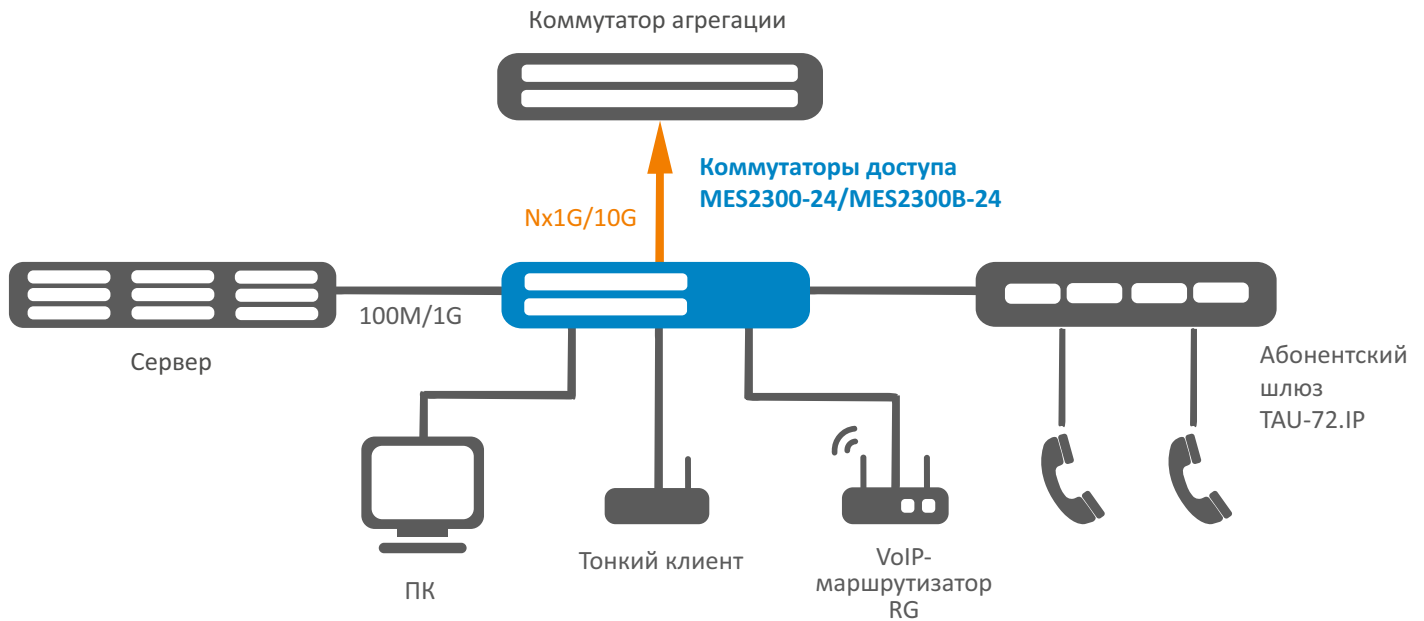 Коммутатор агрегации
Коммутаторы доступа
MES2300-24/MES2300B-24
Nx1G/10G
100M/1G
Сервер
Абонентский
шлюз
TAU-72.IP
ПК
Тонкий клиент
VoIP-
маршрутизатор
RG